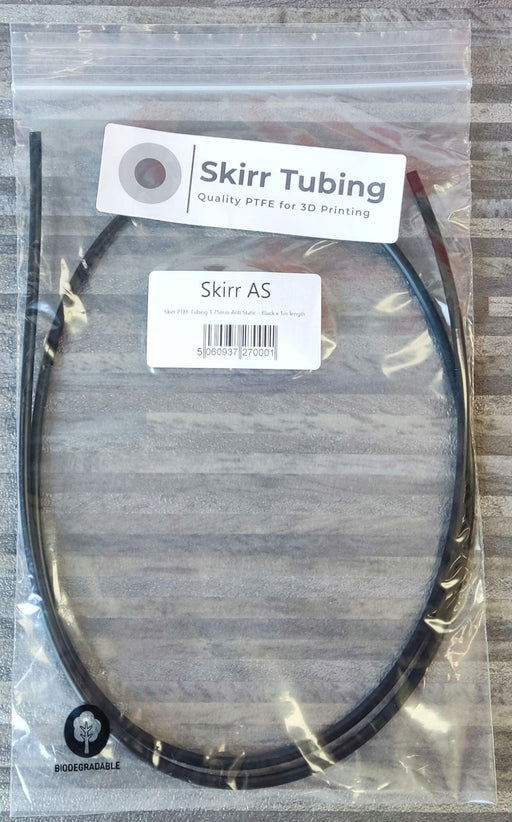 Skirr Tubing
Quality PTFE for 3D Printing
Skirr AS
Skirr PTFE Tubing 1.75mm Anti Static - Black x 1m length
5 060937 270001
BIODEGRADABLE